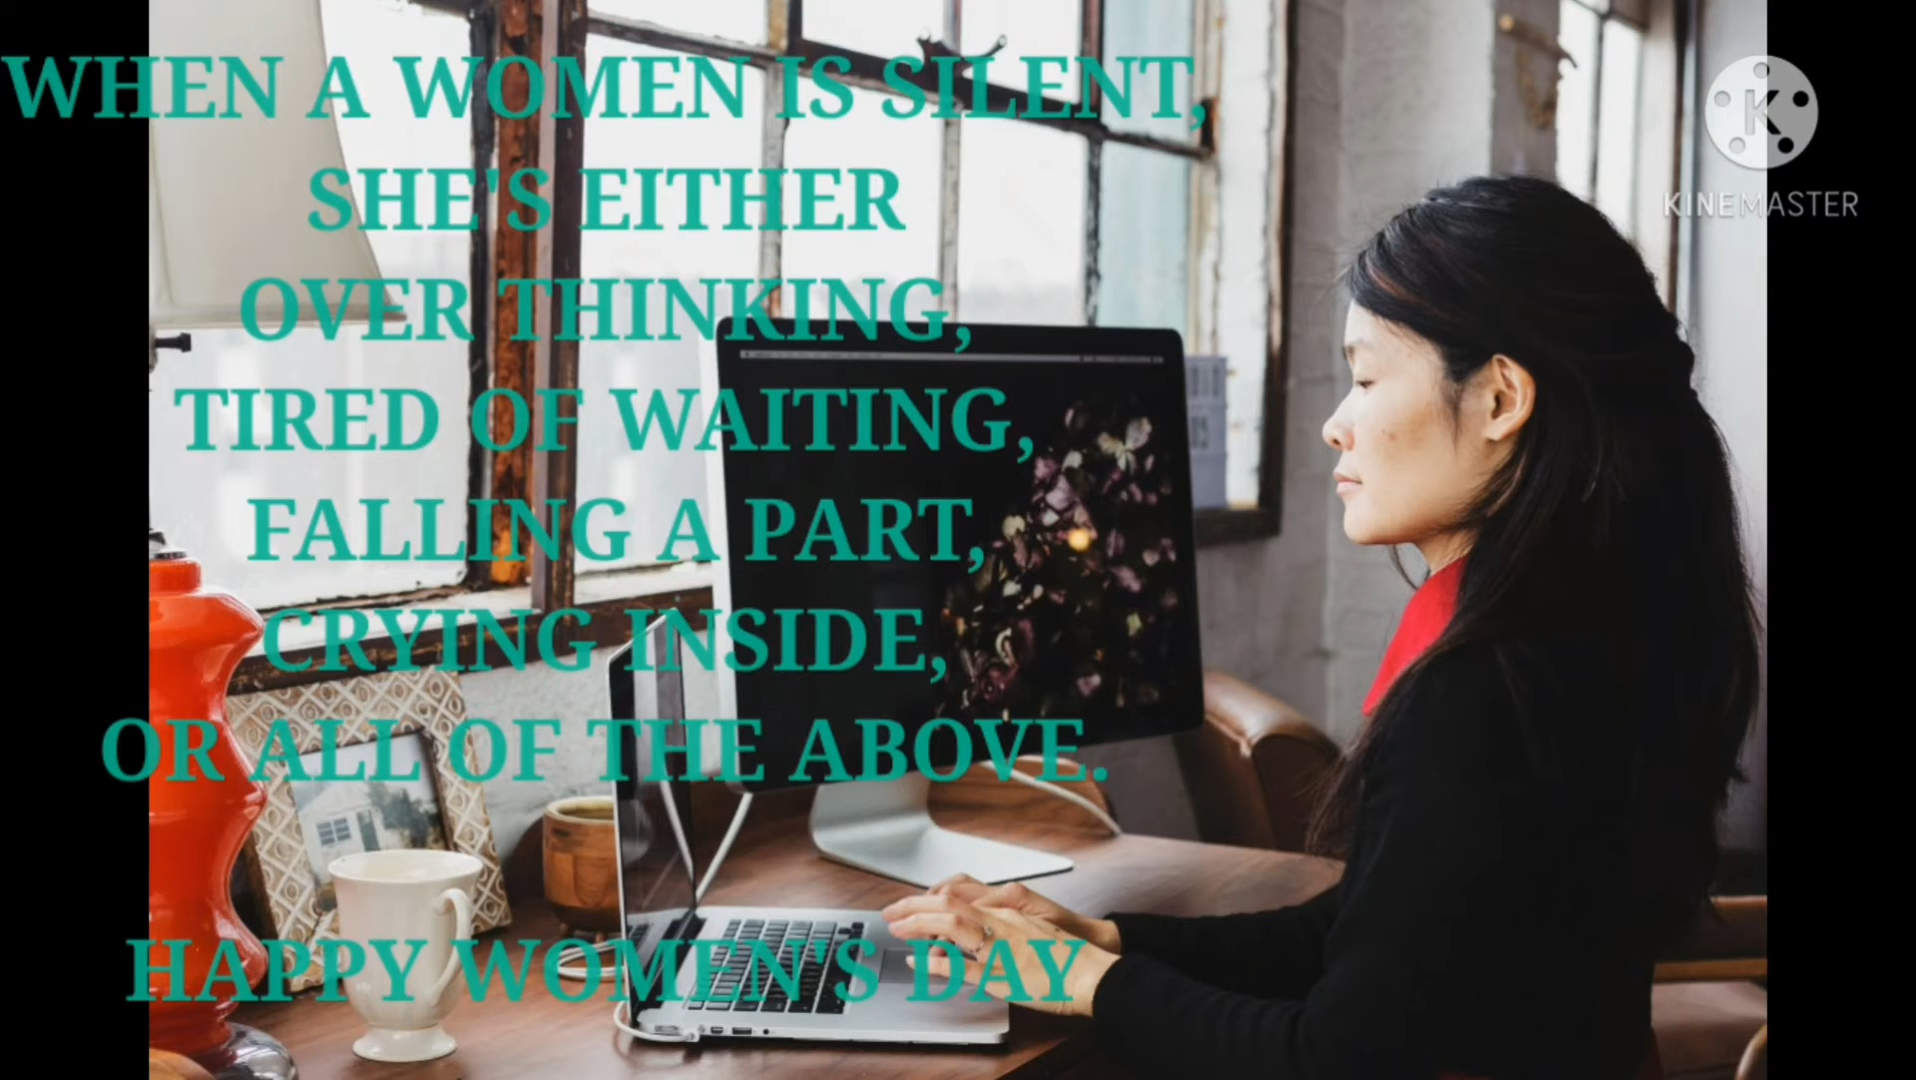 WHEN A WOMEN IS SILENT,
SHE'S EITHER
OVER THINKING,
TIRED OF WAITING,
FALLING A PART,
CRYING INSIDE,
OR ALL OF THE ABOVE.
HAPPY WOMEN'S DAY
K
KINEMASTER